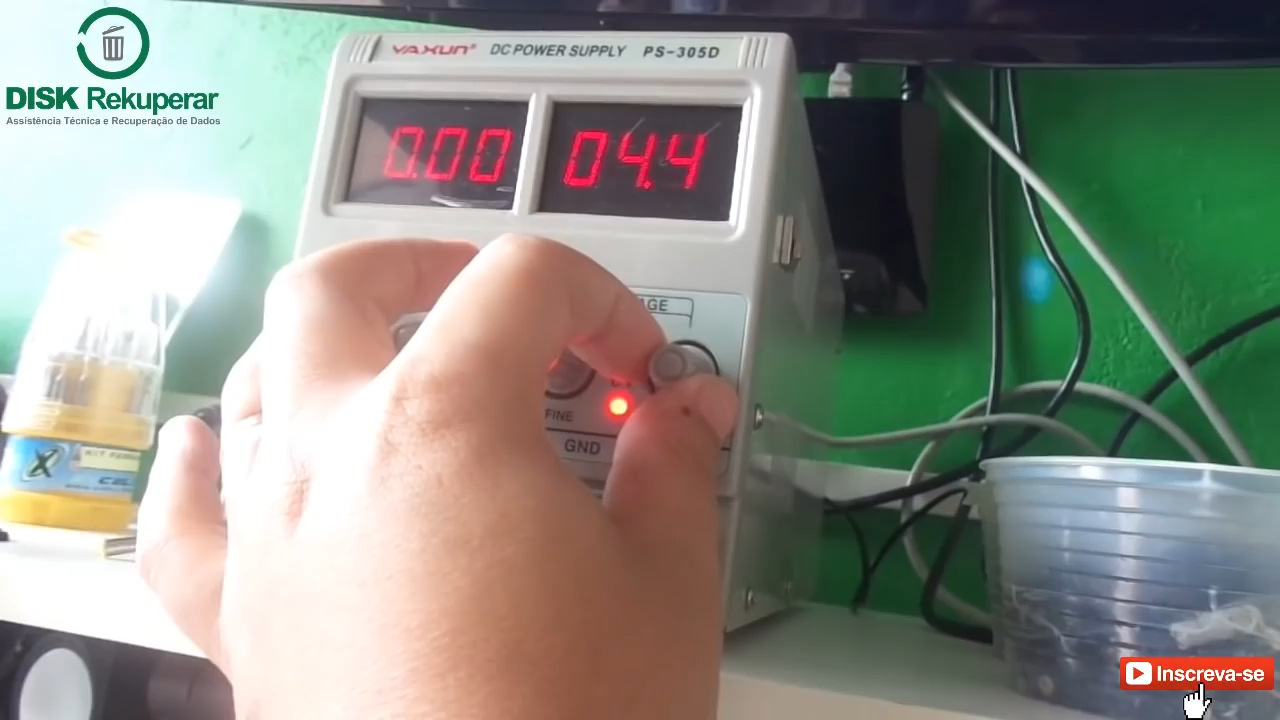 DISK Rekuperar
Assistência Técnica e Recuperação de Dados
YAXUN® DC POWER SUPPLY PS-305D
0.00 04.4
AGE
FINE
GND
X
Inscreva-se